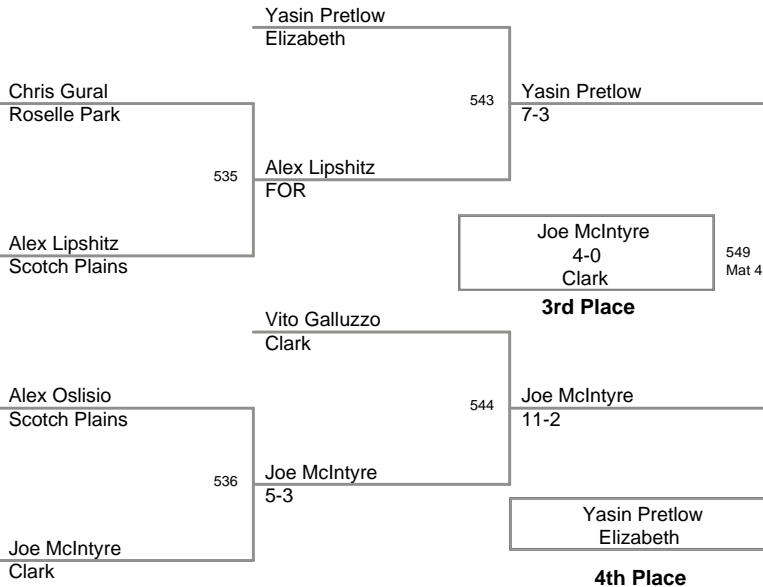 Yasin Pretlow
Elizabeth
Chris Gural
Roselle Park
543
Yasin Pretlow
7-3
535
Alex Lipshitz
FOR
Alex Lipshitz
Scotch Plains
Joe McIntyre
4-0
Clark
549
Mat 4
3rd Place
Vito Galluzzo
Clark
Alex Oslisio
Scotch Plains
544
Joe McIntyre
11-2
536
Joe McIntyre
5-3
Yasin Pretlow
Elizabeth
Joe McIntyre
Clark
4th Place